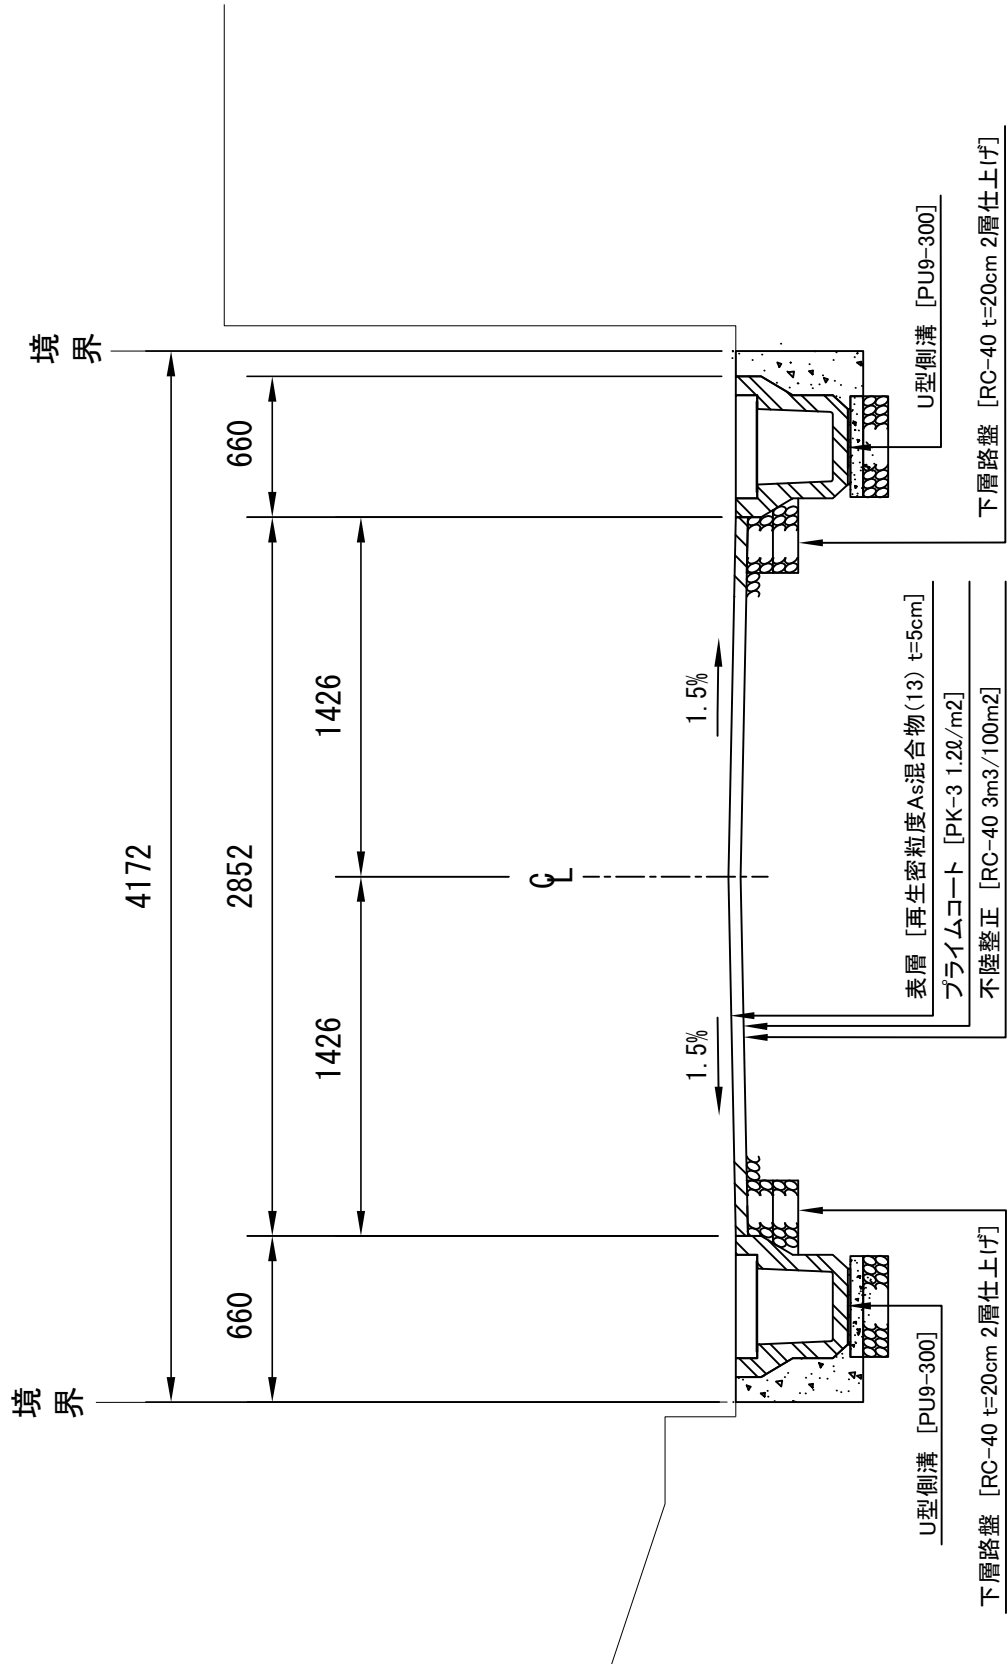 境界
境界
4172
660
2852
660
1426
1426
CL
1.5%
1.5%
U型側溝 [PU9-300]
下層路盤 [RC-40 t=20cm 2層仕上げ]
表層 [再生密粒度As混合物(13) t=5cm]
プライムコート [PK-3 1.2ℓ/m2]
不陸整正 [RC-40 3m3/100m2]
U型側溝 [PU9-300]
下層路盤 [RC-40 t=20cm 2層仕上げ]